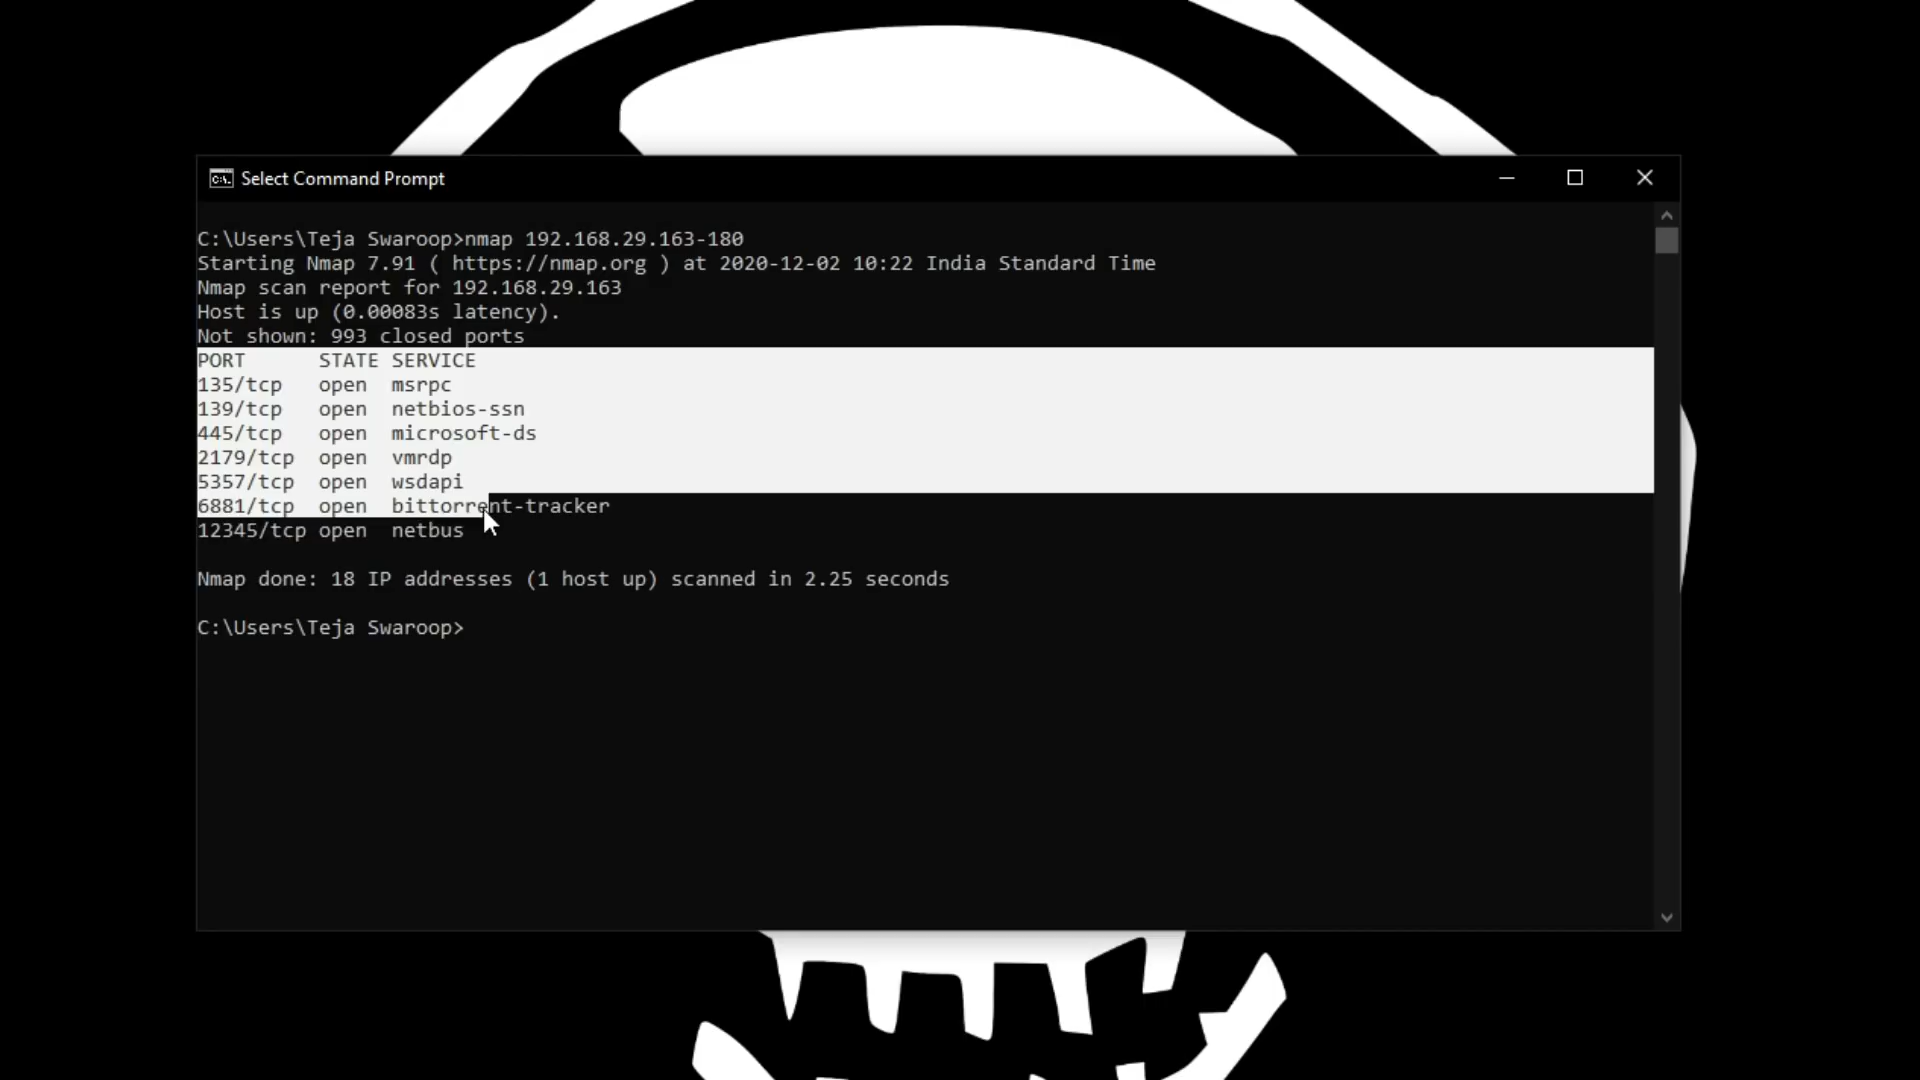 Select Command Prompt
C:\Users\Teja Swaroop>nmap 192.168.29.163-180
Starting Nmap 7.91 ( https://nmap.org ) at 2020-12-02 10:22 India Standard Time
Nmap scan report for 192.168.29.163
Host is up (0.00083s latency).
Not shown: 993 closed ports
PORT      STATE SERVICE
135/tcp   open  msrpc
139/tcp   open  netbios-ssn
445/tcp   open  microsoft-ds
2179/tcp  open  vmrdp
5357/tcp  open  wsdapi
6881/tcp  open  bittorrent-tracker
12345/tcp open  netbus
Nmap done: 18 IP addresses (1 host up) scanned in 2.25 seconds
C:\Users\Teja Swaroop>